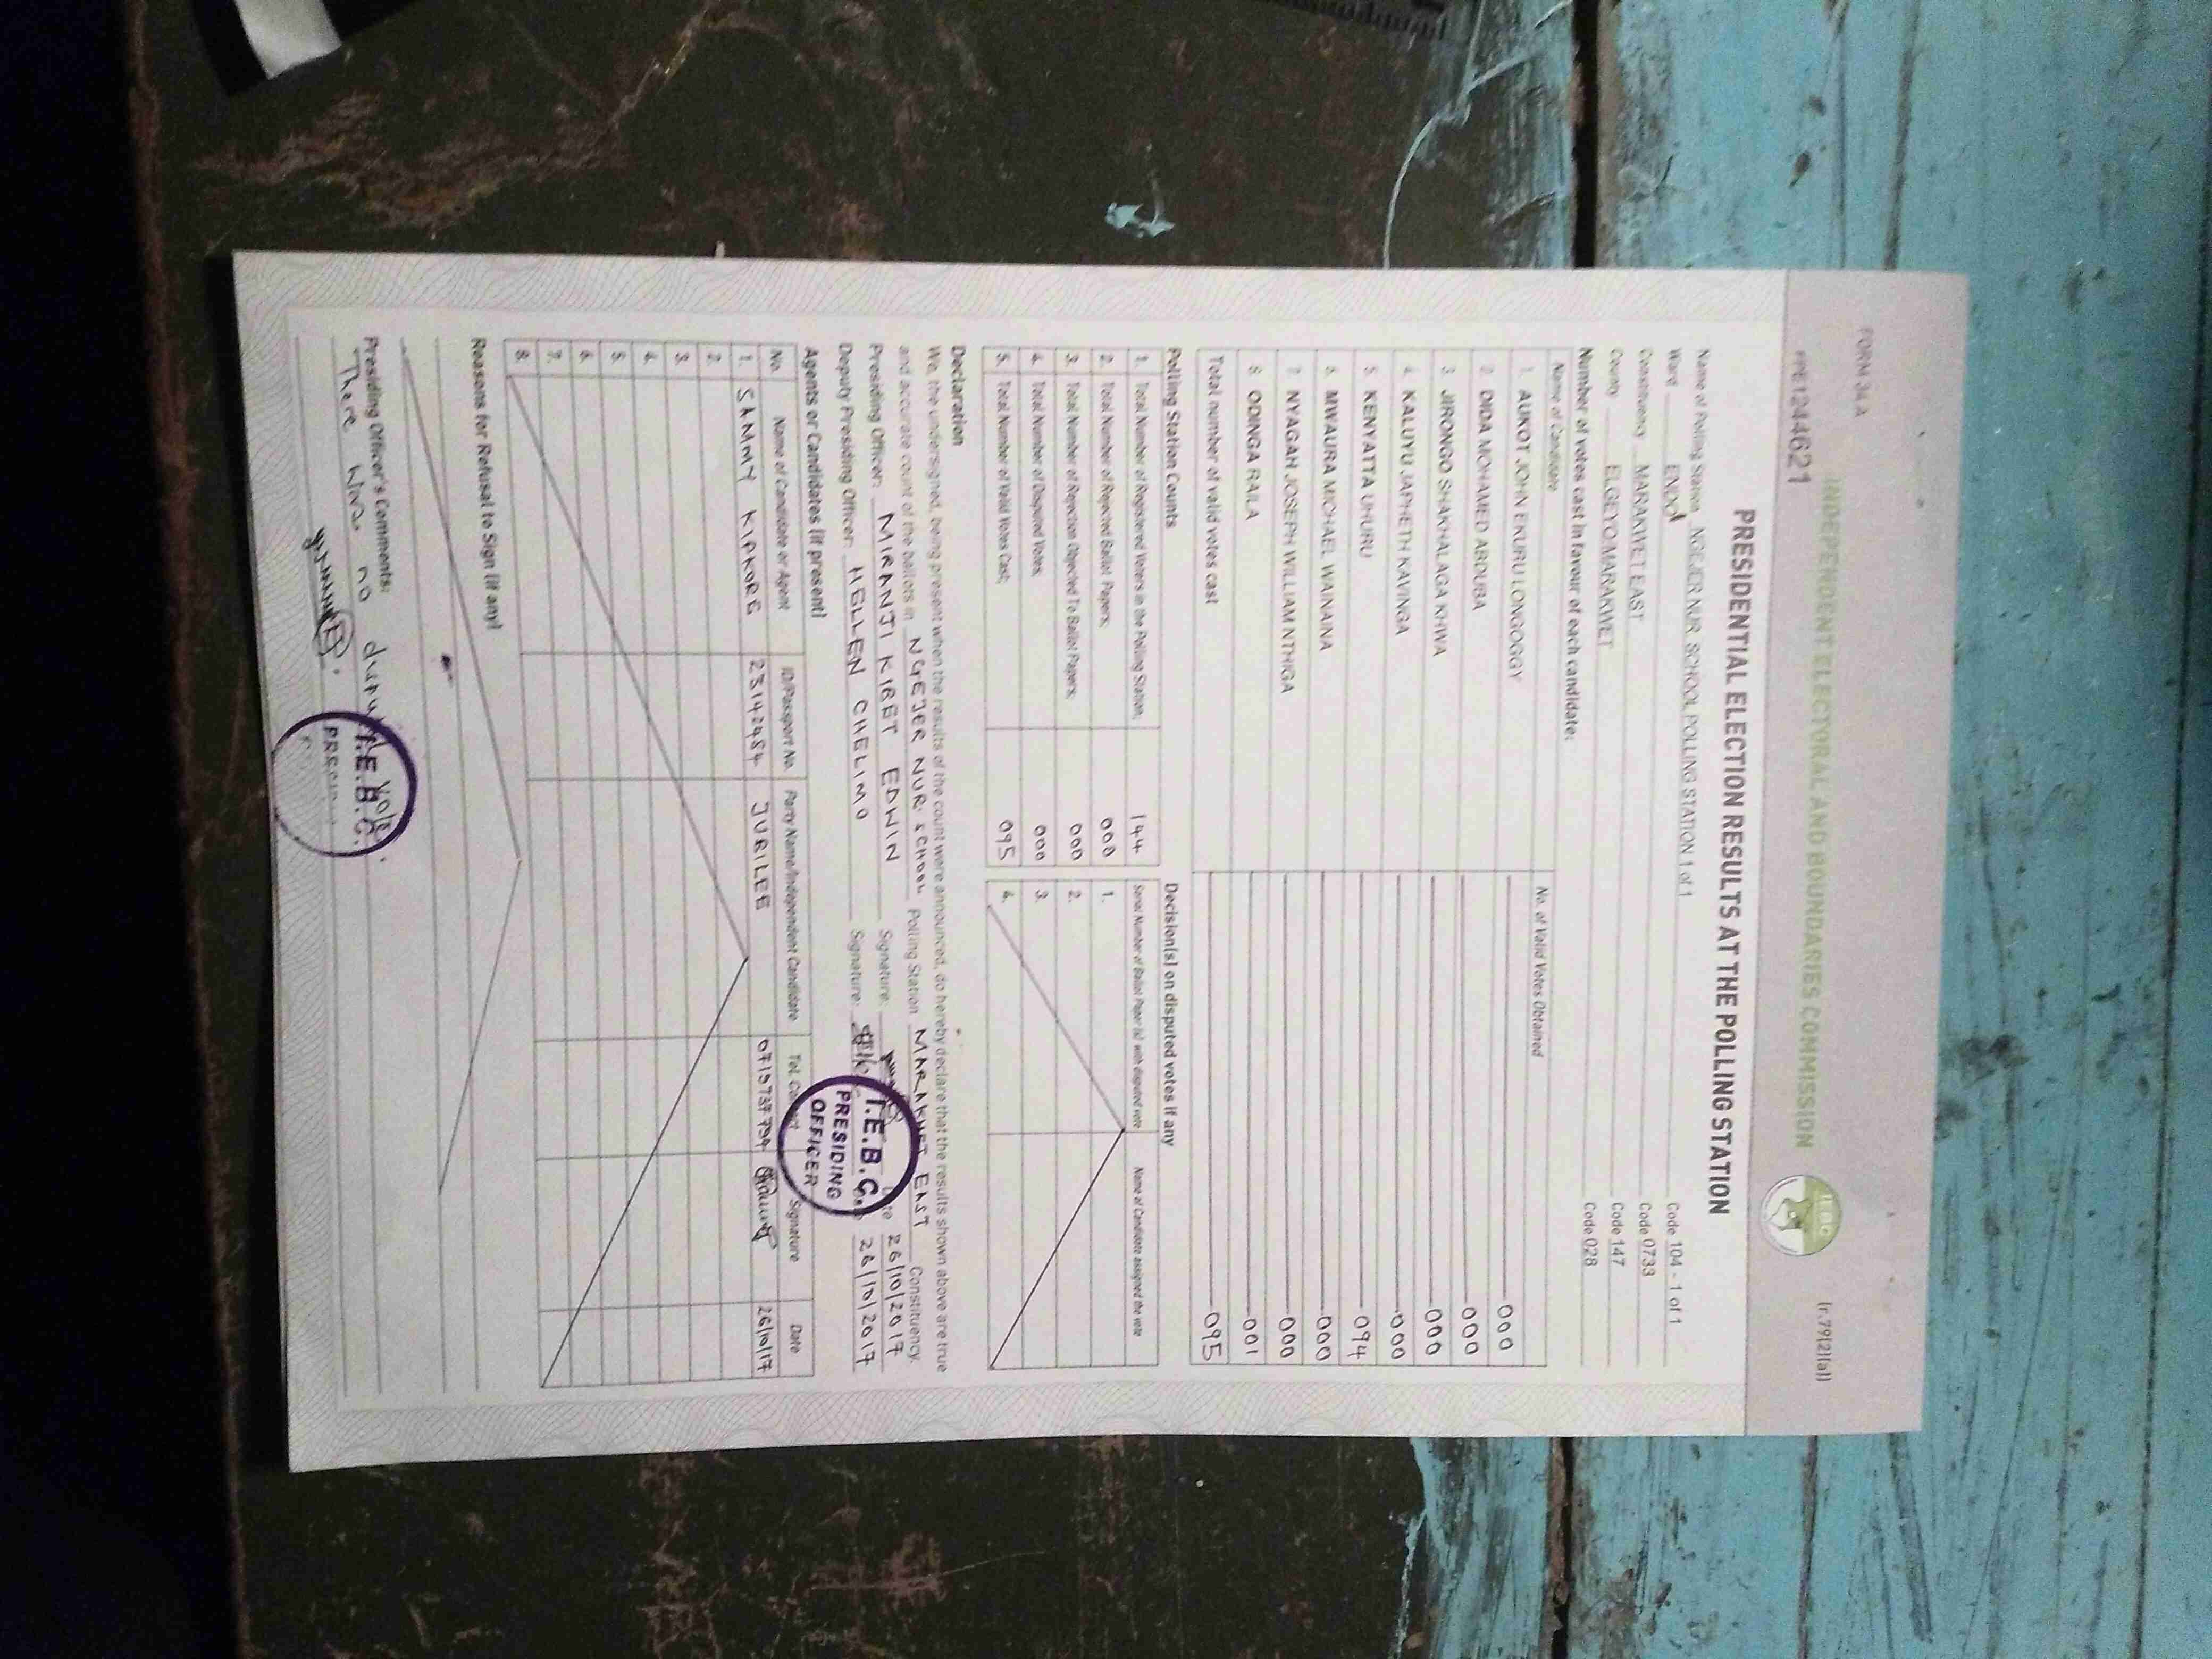 FORM 34 A
(r.79(2)(a))
INDEPENDENT ELECTORAL AND BOUNDARIES COMMISSION
IEBC
PPE1244621
PRESIDENTIAL ELECTION RESULTS AT THE POLLING STATION
Name of Polling Station NGEJER NUR. SCHOOL POLLING STATION 1 of 1 Code 104 - 1 of 1
Ward ENDO Code 0733
Constituency MARAKWET EAST Code 147
County ELGEYO/MARAKWET Code 028
Number of votes cast in favour of each candidate:
Name of Candidate No. of Valid Votes Obtained
1. AUKOT JOHN EKURU LONGOGGY 000
2. DIDA MOHAMED ABDUBA 000
3. JIRONGO SHAKHALAGA KHWA 000
4. KALUYU JAPHETH KAVINGA 000
5. KENYATTA UHURU 094
6. MWAURA MICHAEL WAINAINA 000
7. NYAGAH JOSEPH WILLIAM NTHIGA 000
8. ODINGA RAILA 001
Total number of valid votes cast 095
Polling Station Counts
1. Total Number of Registered Voters in the Polling Station; 144
2. Total Number of Rejected Ballot Papers; 000
3. Total Number of Rejection Objected To Ballot Papers; 000
4. Total Number of Disputed Votes; 000
5. Total Number of Valid Votes Cast; 095
Decision(s) on disputed votes if any
Serial Number of Ballot Paper (s) with disputed vote Name of Candidate assigned the vote
1.
2.
3.
4.
Declaration
We, the undersigned, being present when the results of the count were announced, do hereby declare that the results shown above are true
and accurate count of the ballots in NGEJER NUR. SCHOOL Polling Station MARAKWET EAST Constituency.
Presiding Officer: MIRANJI KIBET EDWIN Signature: 26/10/2017
Deputy Presiding Officer: HELLEN CHELIMO Signature: 26/10/2017
I.E.B.C.
PRESIDING
OFFICER
Agents or Candidates (if present)
No. Name of Candidate or Agent ID/Passport No. Party Name/Independent Candidate Tel. Contact Signature Date
1. SAMMY KIPKORE 23142484 JUBILEE 0719737794 26/10/17
2.
3.
4.
5.
6.
7.
8.
Reasons for Refusal to Sign (if any)
Presiding Officer's Comments:
There was no
I.E.B.C.